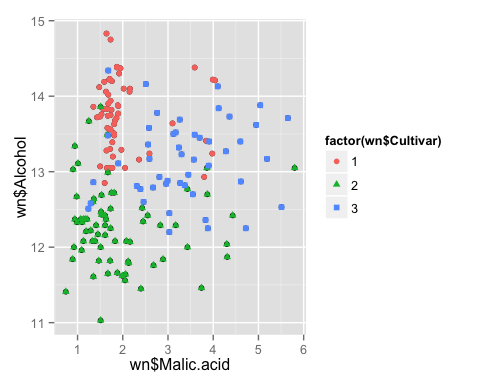 15
14
13
12
11
wn$Alcohol
1 2 3 4 5 6
wn$Malic.acid
factor(wn$Cultivar)
1
2
3